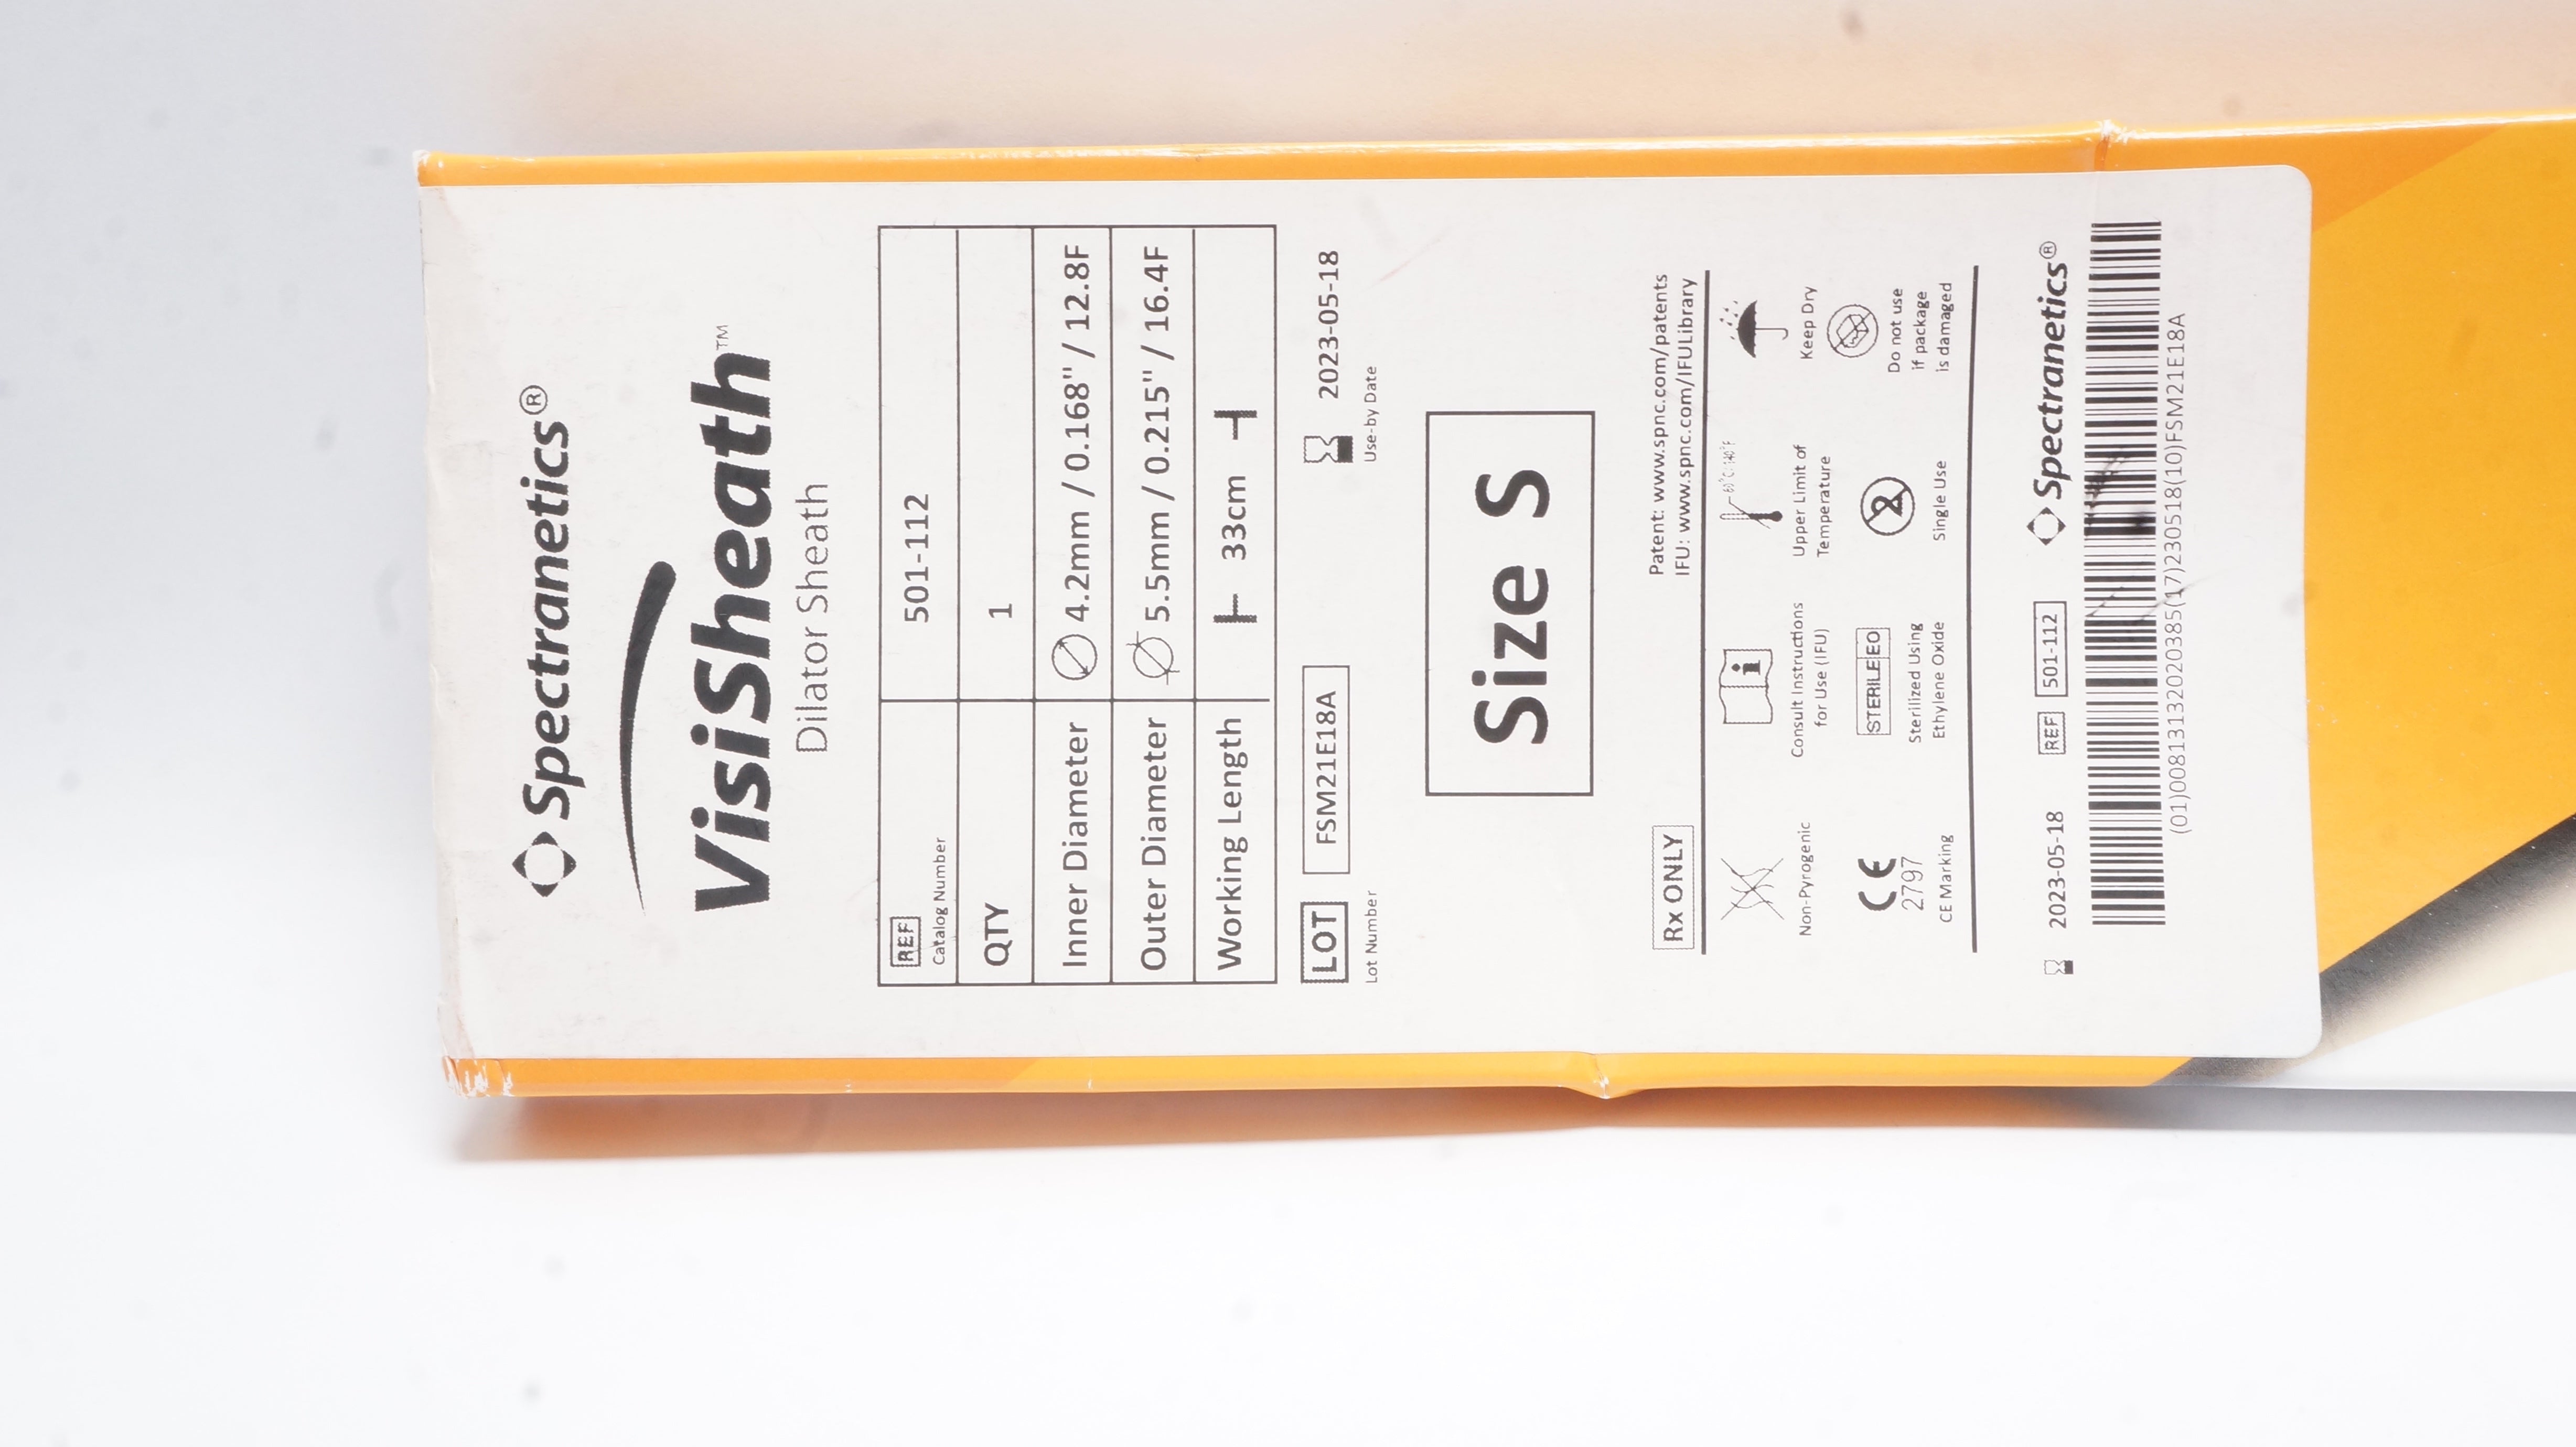 Spectranetics®
VisiSheath™
Dilator Sheath
REF
Catalog Number
501-112
QTY 1
Inner Diameter 4.2mm / 0.168" / 12.8F
Outer Diameter 5.5mm / 0.215" / 16.4F
Working Length 33cm
LOT FSM21E18A 2023-05-18
Lot Number Use-by Date
Size S
Rx ONLY
Patent: www.spnc.com/patents
IFU: www.spnc.com/IFULibrary
60°C:140°F
Non-Pyrogenic
Consult Instructions
for Use (IFU)
Upper Limit of
Temperature
Keep Dry
CE
2797
CE Marking
STERILE EO
Sterilized Using
Ethylene Oxide
2
Single Use
Do not use
if package
is damaged
2023-05-18 REF 501-112 Spectranetics®
(01)00813132020385(17)230518(10)FSM21E18A